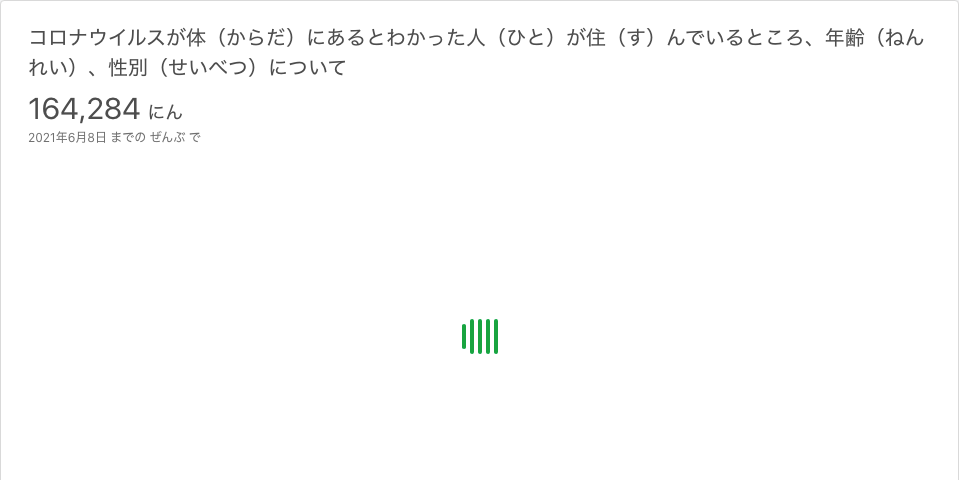 コロナウイルスが体（からだ）にあるとわかった人（ひと）が住（す）んでいるところ、年齢（ねん
れい）、性別（せいべつ）について
164,284 にん
2021年6月8日 までの ぜんぶ で